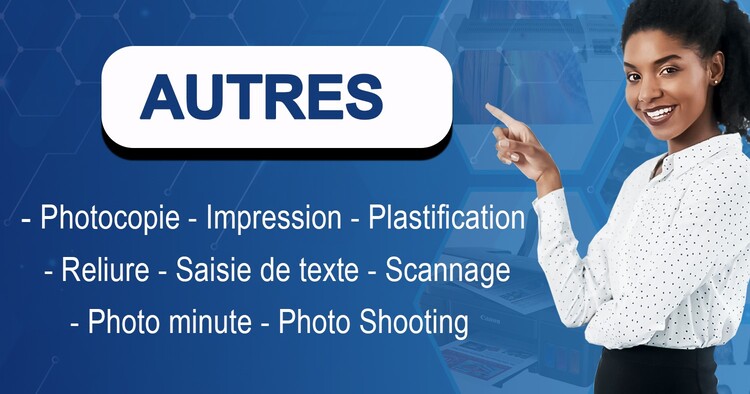 AUTRES
- Photocopie - Impression - Plastification
- Reliure - Saisie de texte - Scannage
- Photo minute - Photo Shooting